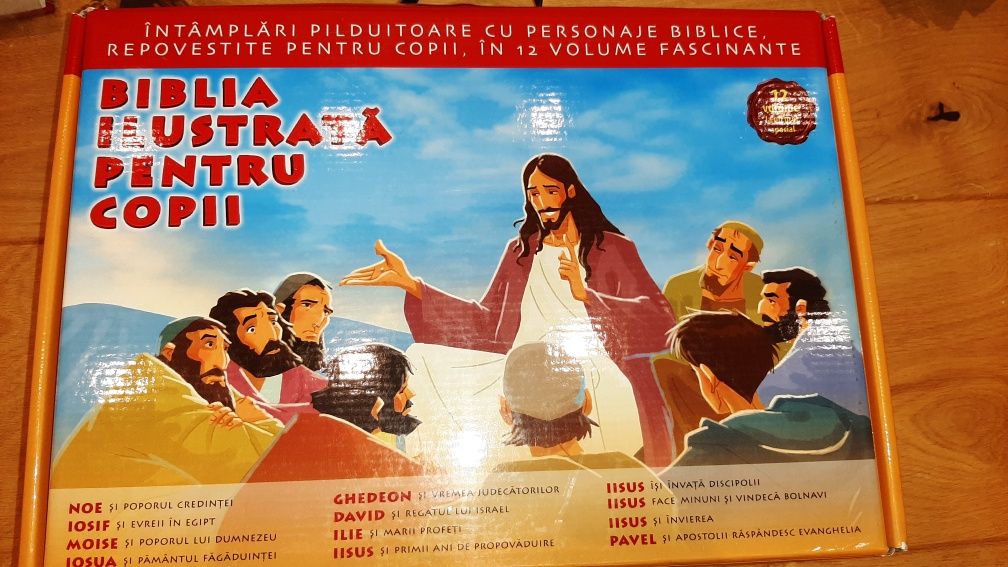 ÎNTÂMPLĂRI PILDUITOARE CU PERSONAJE BIBLICE,
REPOVESTITE PENTRU COPII, ÎN 12 VOLUME FASCINANTE
BIBLIA
ILUSTRATĂ
PENTRU
COPII
12
volume
special
NOE ȘI POPORUL CREDINȚEI
IOSIF ȘI EVREII ÎN EGIPT
MOISE ȘI POPORUL LUI DUMNEZEU
IOSUA ȘI PĂMÂNTUL FĂGĂDUINȚEI
GHEDEON ȘI VREMEA JUDECĂTORILOR
DAVID ȘI REGATUL LUI ISRAEL
ILIE ȘI MARII PROFEȚI
IISUS ȘI PRIMII ANI DE PROPOVĂDUIRE
IISUS ÎȘI ÎNVAȚĂ DISCIPOLII
IISUS FACE MINUNI ȘI VINDECĂ BOLNAVI
IISUS ȘI ÎNVIEREA
PAVEL ȘI APOSTOLII RĂSPÂNDESC EVANGHELIA